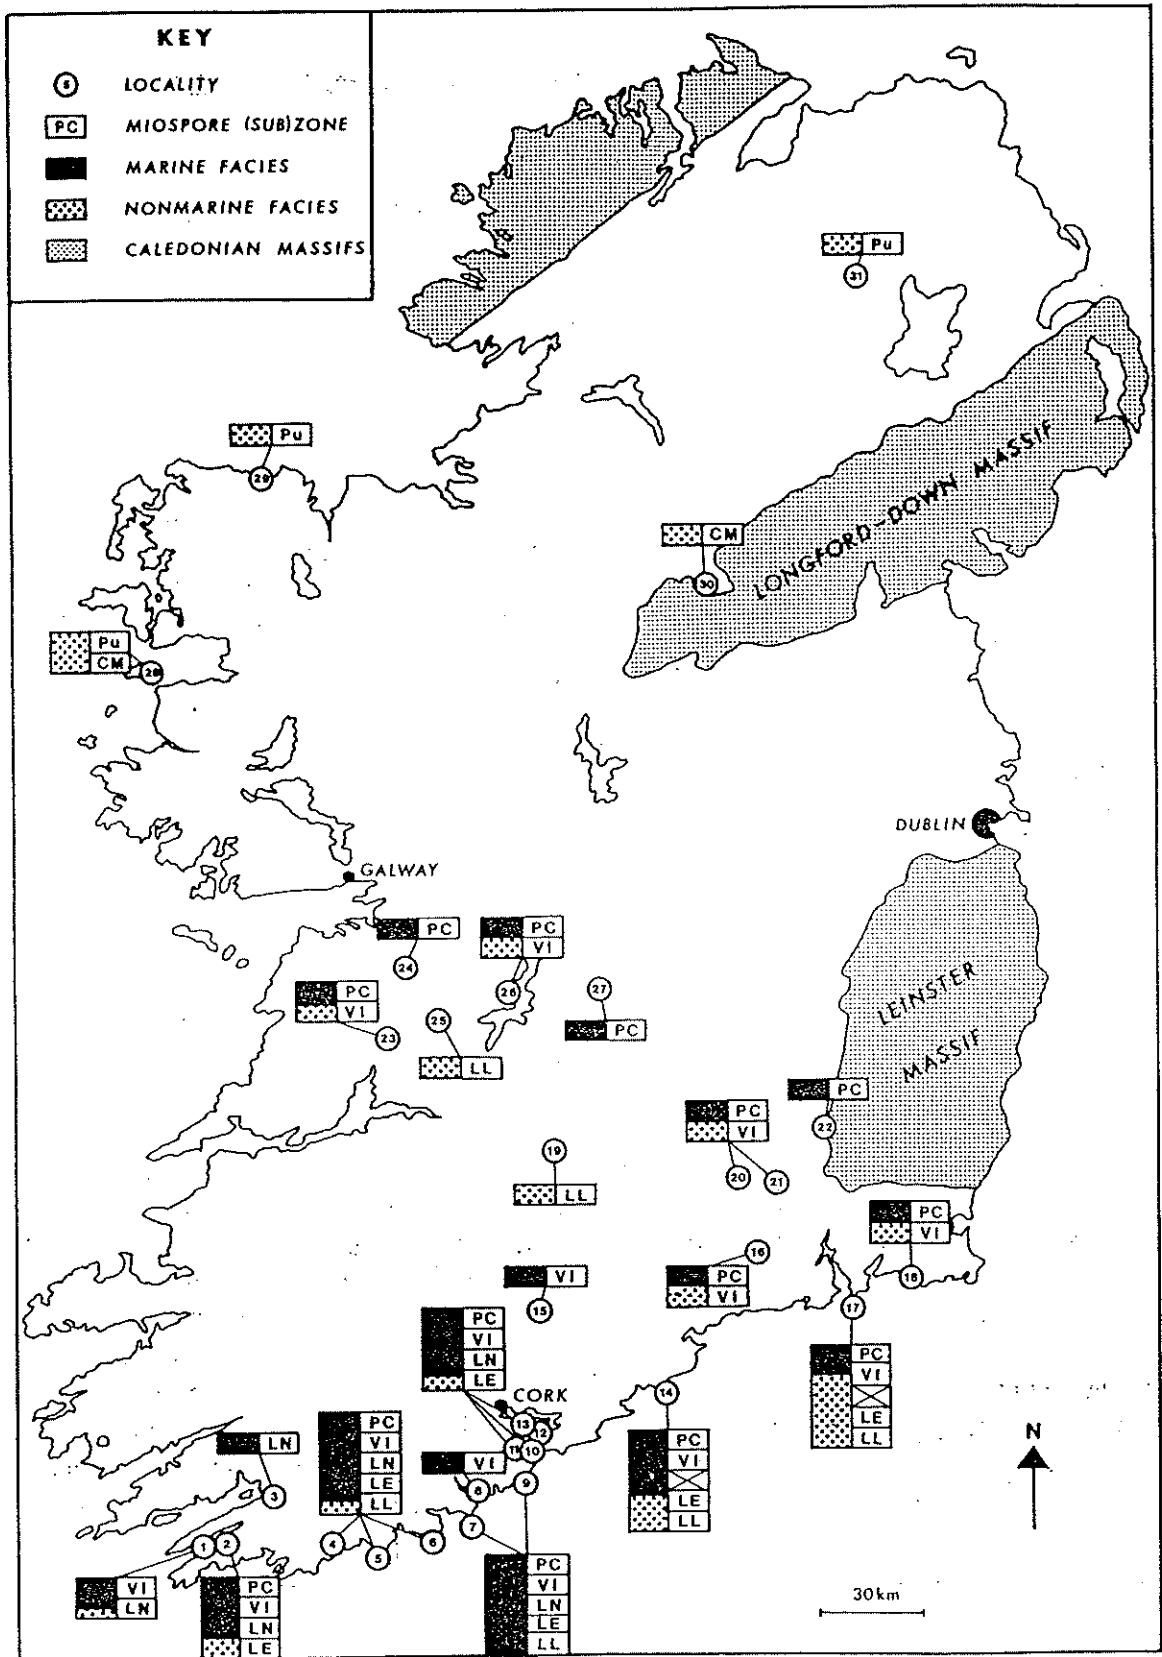 KEY
5 LOCALITY
PC MIOSPORE (SUB)ZONE
MARINE FACIES
NONMARINE FACIES
CALEDONIAN MASSIFS
Pu
31
Pu
29
LONGFORD-DOWN MASSIF
CM
30
Pu
CM
28
DUBLIN
GALWAY
PC
24
PC
VI
26
27
PC
PC
VI
23
25
LL
LEINSTER
MASSIF
PC
22
PC
VI
20
21
19
LL
PC
VI
18
16
PC
VI
VI
15
17
PC
VI
LE
LL
PC
VI
LN
LE
CORK
13
12
11
10
14
PC
VI
LE
LL
N
LN
3
PC
VI
LN
LE
LL
VI
8
9
7
1
2
4
5
6
VI
LN
PC
VI
LN
LE
PC
VI
LN
LE
LL
30 km